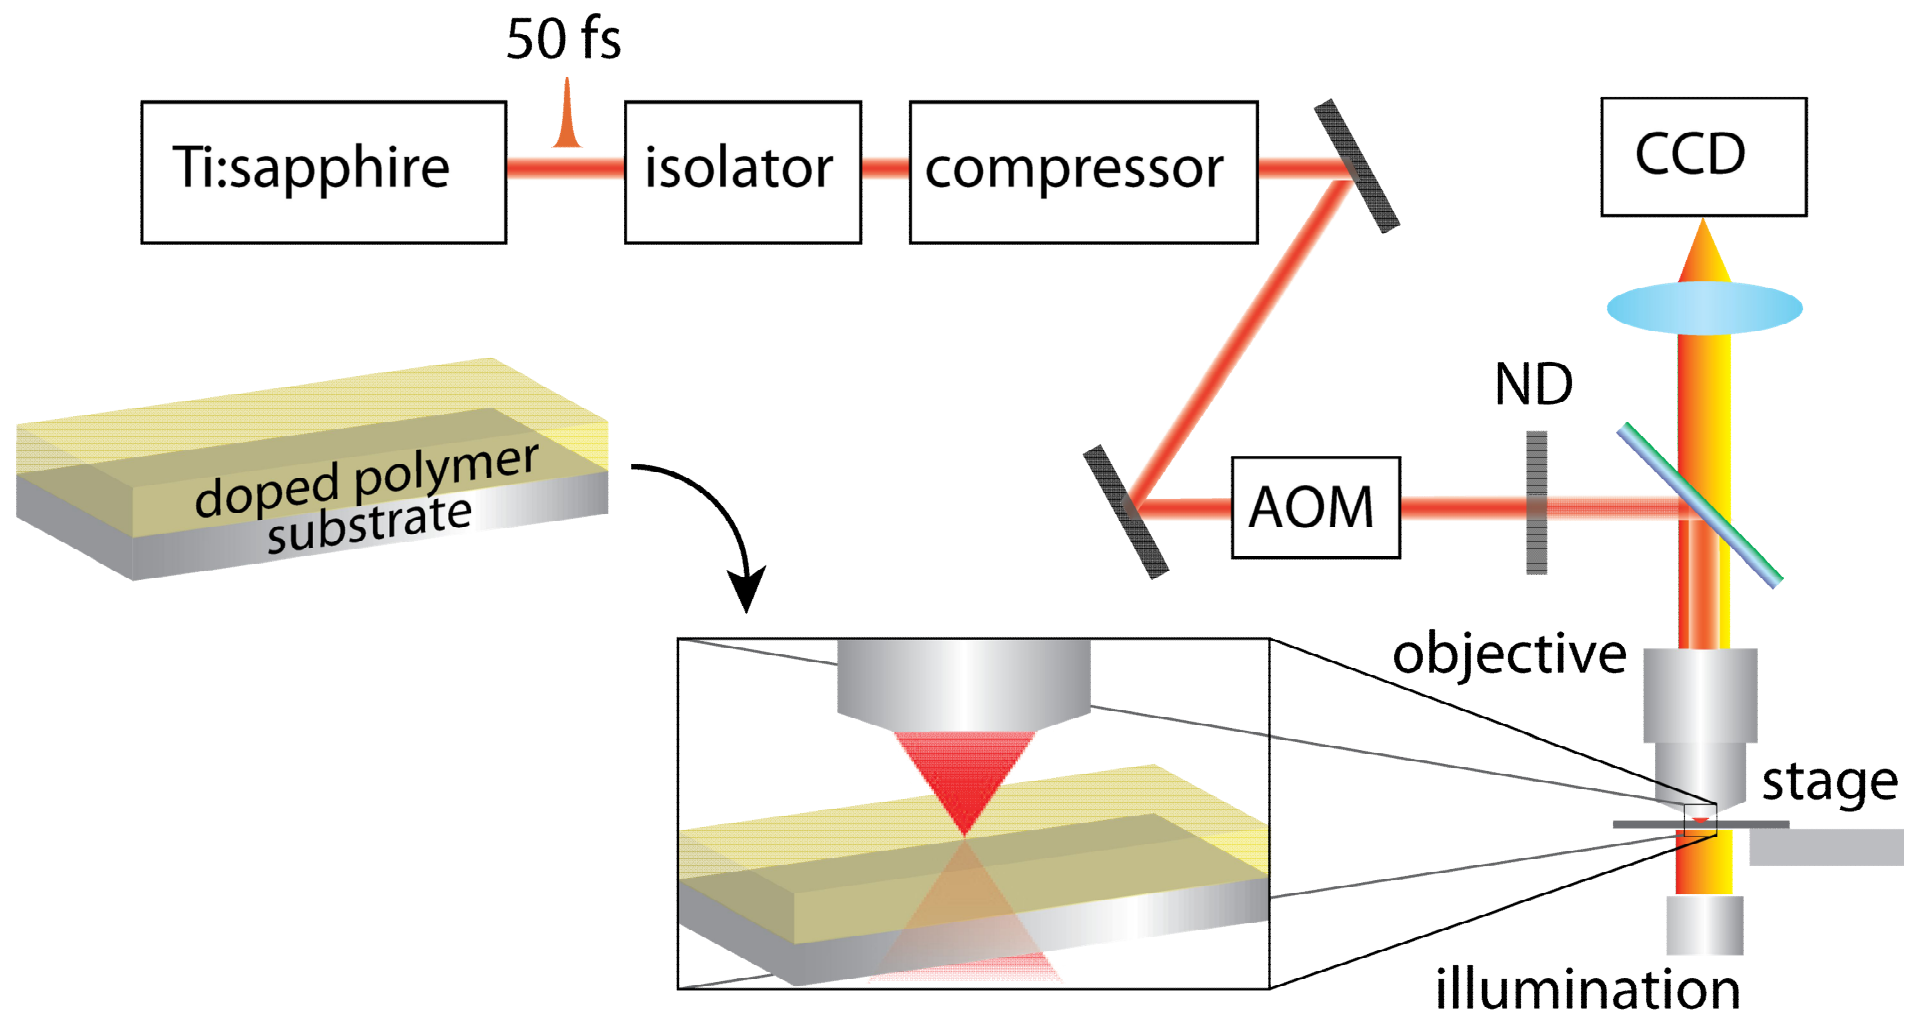 50 fs
Ti:sapphire
isolator
compressor
CCD
ND
doped polymer
substrate
AOM
objective
stage
illumination